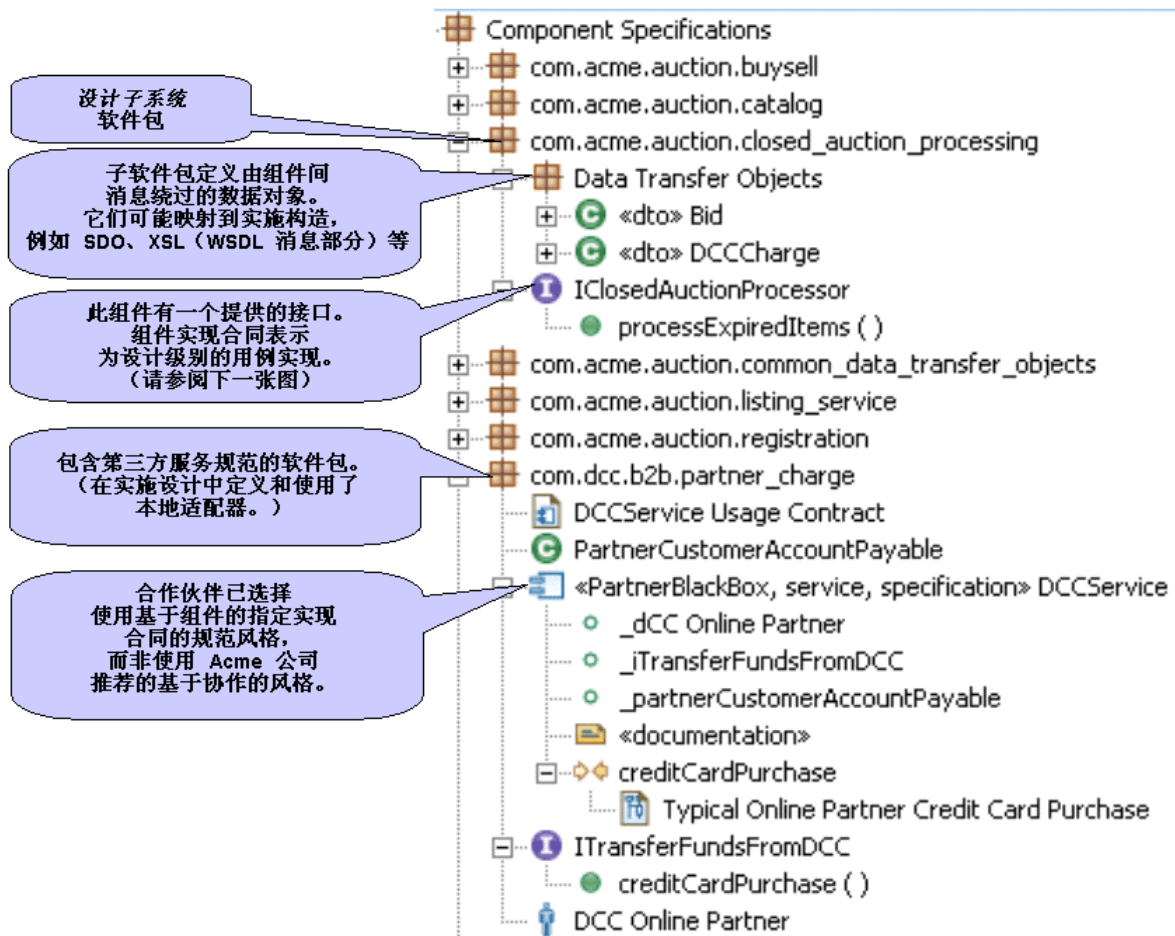 Component Specifications
com.acme.auction.buysell
com.acme.auction.catalog
com.acme.auction.closed_auction_processing
Data Transfer Objects
«dto» Bid
«dto» DCCCharge
IClosedAuctionProcessor
processExpiredItems ( )
com.acme.auction.common_data_transfer_objects
com.acme.auction.listing_service
com.acme.auction.registration
com.dcc.b2b.partner_charge
DCCService Usage Contract
PartnerCustomerAccountPayable
«PartnerBlackBox, service, specification» DCCService
_dCC Online Partner
_iTransferFundsFromDCC
_partnerCustomerAccountPayable
«documentation»
creditCardPurchase
Typical Online Partner Credit Card Purchase
ITransferFundsFromDCC
creditCardPurchase ( )
DCC Online Partner
设计子系统
软件包
子软件包定义由组件间
消息绕过的数据对象。
它们可能映射到实施构造，
例如 SDO、XSL（WSDL 消息部分）等
此组件有一个提供的接口。
组件实现合同表示
为设计级别的用例实现。
（请参阅下一张图）
包含第三方服务规范的软件包。
（在实施设计中定义和使用了
本地适配器。）
合作伙伴已选择
使用基于组件的指定实现
合同的规范风格，
而非使用 Acme 公司
推荐的基于协作的风格。